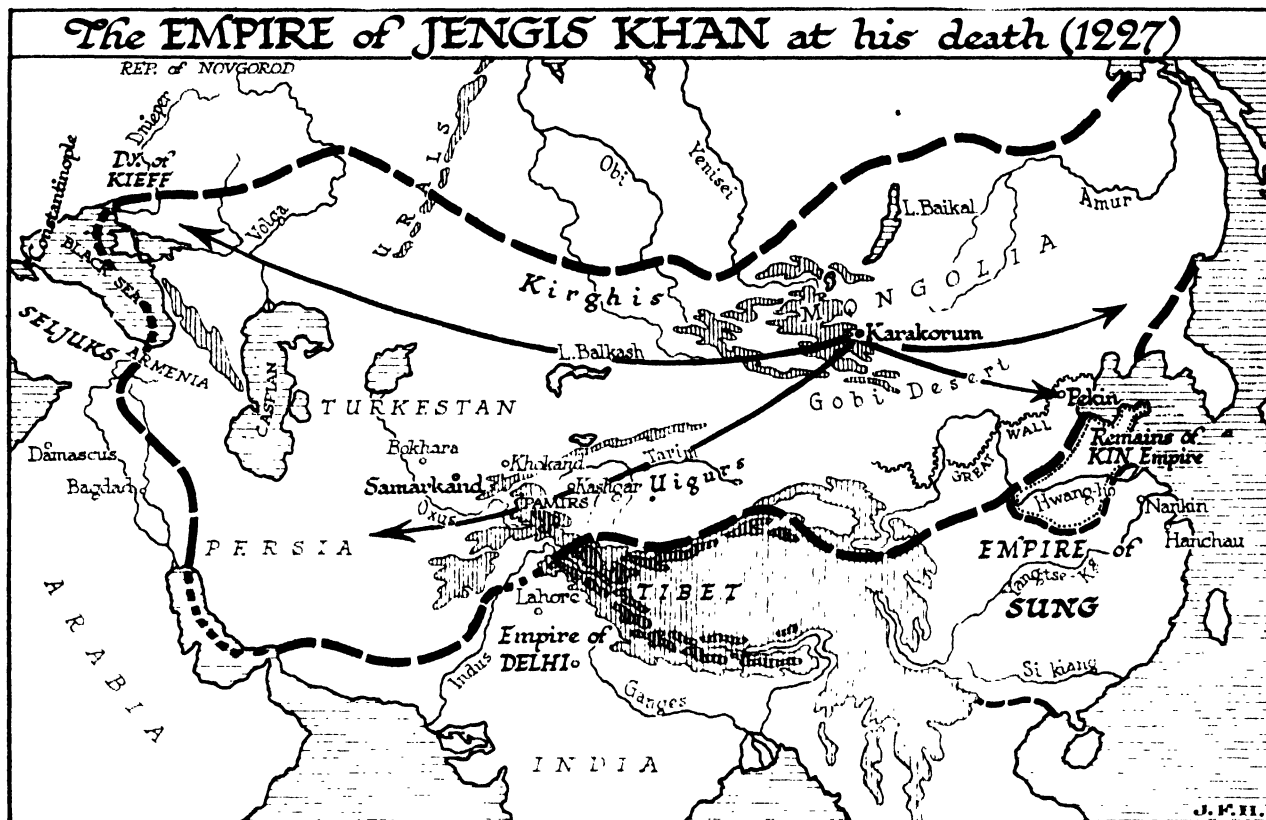 The EMPIRE of JENGIS KHAN at his death (1227)
REP. of NOVGOROD
Dnieper
Dy. of
KIEFF
Constantinople
Volga
URALS
Obi
Yenisei
L. Baikal
Amur
BLACK SEA
Kirghis
MONGOLIA
SELJUKS
ARMENIA
Karakorum
L. Balkash
CASPIAN
TURKESTAN
Gobi Desert
Pekin
GREAT WALL
Remains of
KIN Empire
Damascus
Bokhara
Khokand
Tarim
Bagdad
Samarkand
Kashgar
Uigurs
PAMIRS
Oxus
Hwang-ho
Nankin
Hanchau
PERSIA
EMPIRE of
SUNG
Yangtse-Kg
TIBET
Lahore
ARABIA
Empire of
DELHI
Indus
Ganges
Si kiang
INDIA
J.F.H.